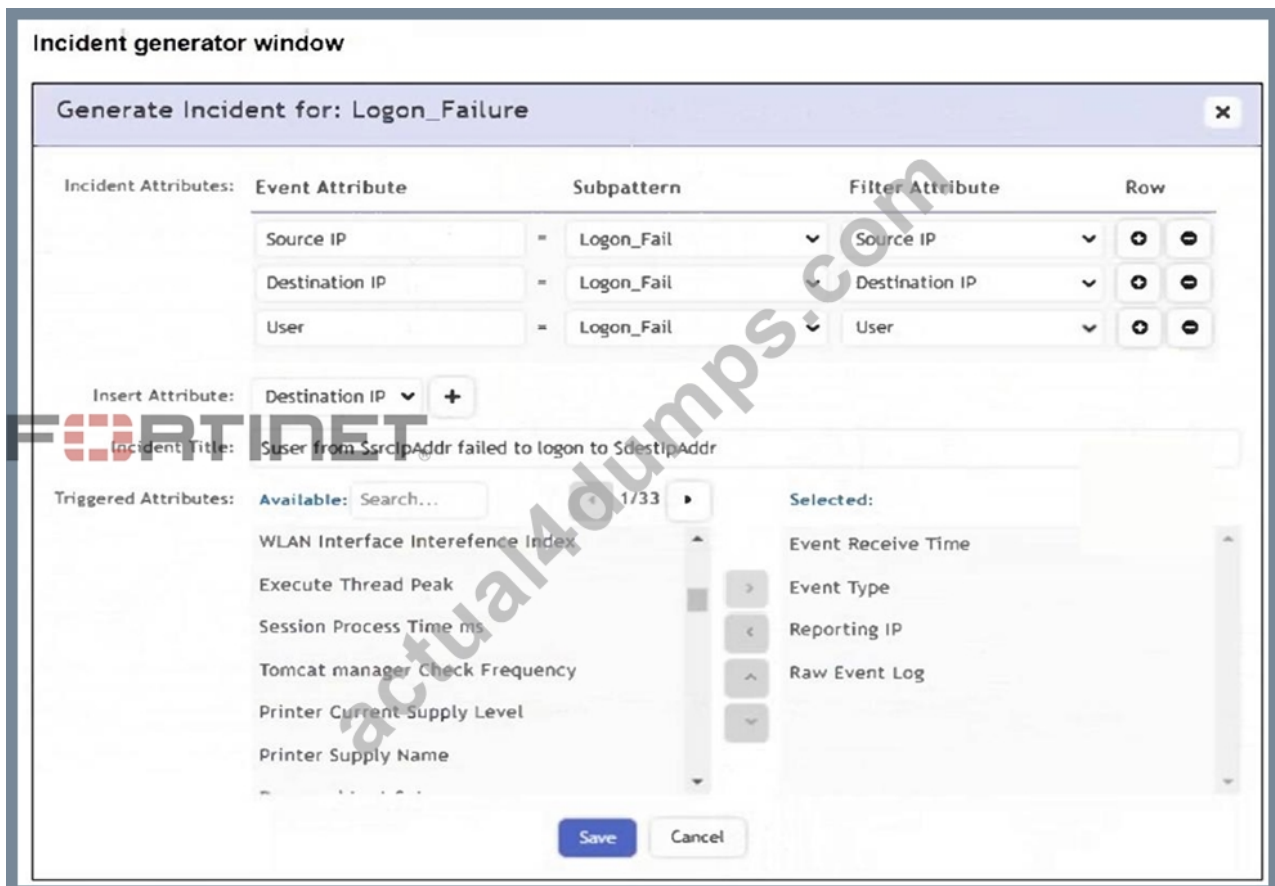 Incident generator window
Generate Incident for: Logon_Failure
Incident Attributes: Event Attribute Subpattern Filter Attribute Row
Source IP = Logon_Fail Source IP
Destination IP = Logon_Fail Destination IP
User = Logon_Fail User
Insert Attribute: Destination IP +
FORTINET
Incident Title: $user from $srcIpAddr failed to logon to $destIpAddr
Triggered Attributes: Available: Search... 1/33 Selected:
WLAN Interface Interefence Index
Execute Thread Peak
Session Process Time ms
Tomcat manager Check Frequency
Printer Current Supply Level
Printer Supply Name
Event Receive Time
Event Type
Reporting IP
Raw Event Log
Save Cancel
actual4dumps.com